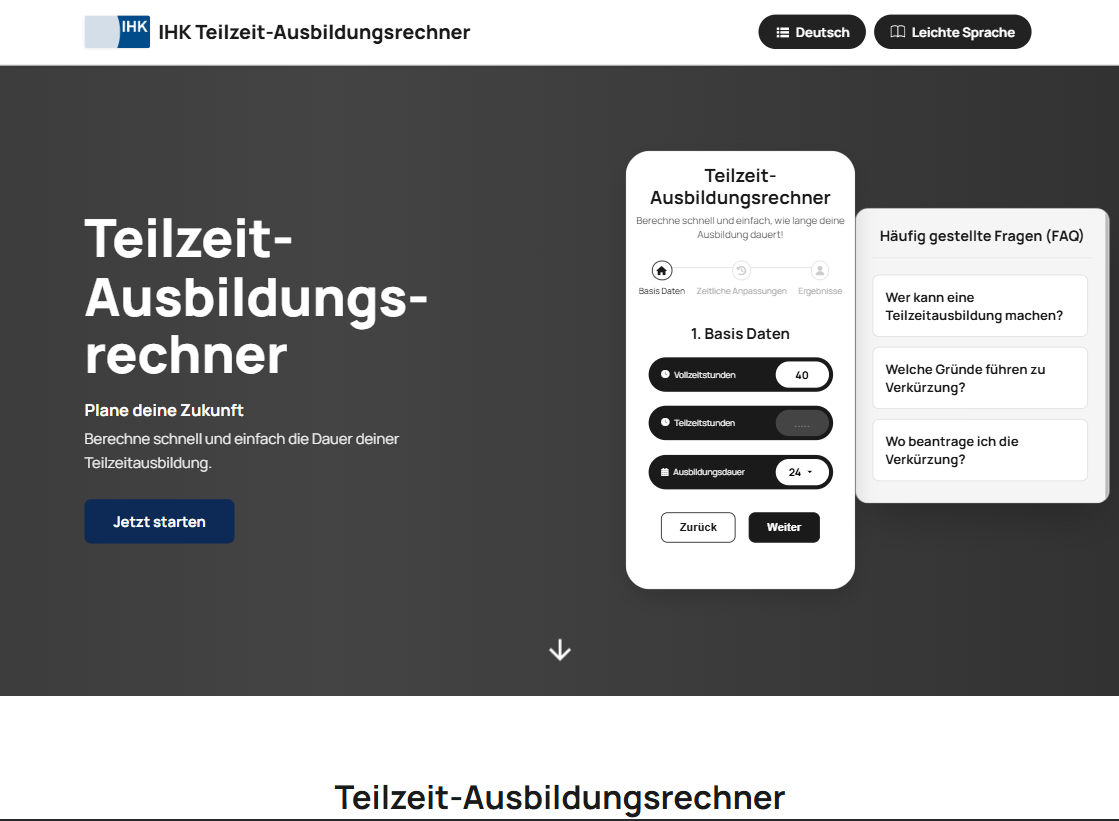 IHK
IHK Teilzeit-Ausbildungsrechner
Deutsch
Leichte Sprache
Teilzeit-
Ausbildungs-
rechner
Plane deine Zukunft
Berechne schnell und einfach die Dauer deiner
Teilzeitausbildung.
Jetzt starten
Teilzeit-
Ausbildungsrechner
Berechne schnell und einfach, wie lange deine
Ausbildung dauert!
Basis Daten
Zeitliche Anpassungen
Ergebnisse
1. Basis Daten
Vollzeitstunden
40
Teilzeitstunden
.....
Ausbildungsdauer
24
Zurück
Weiter
Häufig gestellte Fragen (FAQ)
Wer kann eine
Teilzeitausbildung machen?
Welche Gründe führen zu
Verkürzung?
Wo beantrage ich die
Verkürzung?
Teilzeit-Ausbildungsrechner